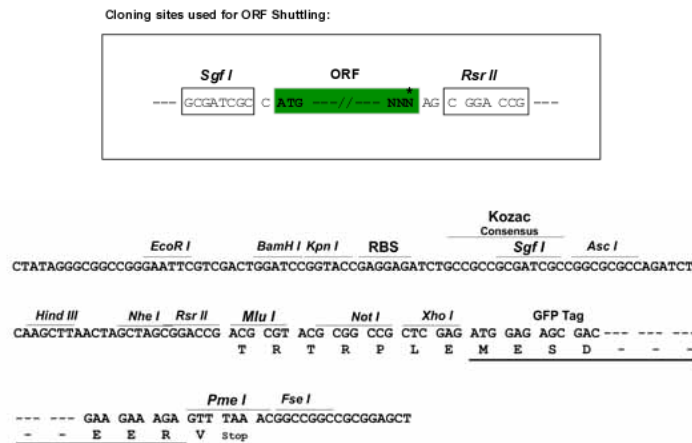 Cloning sites used for ORF Shuttling:
Sgf I ORF Rsr II
--- GCGATCGC C ATG ---//--- NNN* AG C GGA CCG ---
Kozac
Consensus
EcoR I BamH I Kpn I RBS Sgf I Asc I
CTATAGGGCGGCCGGGAATTCGTCGACTGGATCCGGTACCGAGGAGATCTGCCGCCGCGATCGCCGGCGCGCCAGATCT
Hind III Nhe I Rsr II Mlu I Not I Xho I GFP Tag
CAAGCTTAACTAGCTAGCGGACCG ACG CGT ACG CGG CCG CTC GAG ATG GAG AGC GAC--- --- ---
T R T R P L E M E S D - - -
Pme I Fse I
--- --- GAA GAA AGA GTT TAA ACGGCCGGCCGCGGAGCT
- - E E R V Stop